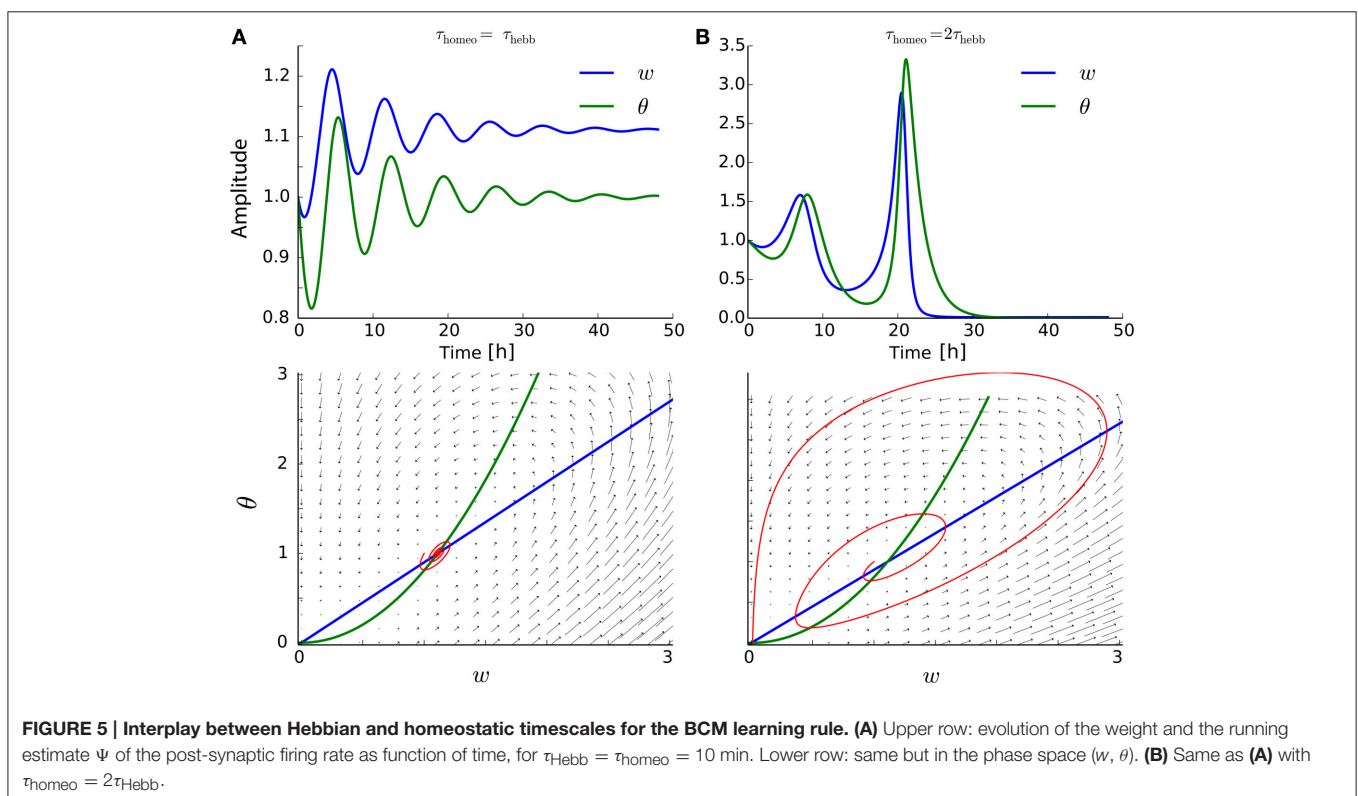 A
τhomeo = τhebb
1.2
1.1
1.0
0.9
0.8
Amplitude
w
θ
0
10
20
30
40
50
Time [h]
B
τhomeo=2τhebb
4.0
3.5
3.0
2.5
2.0
1.5
1.0
0.5
0.0
w
θ
0
10
20
30
40
50
Time [h]
3
2
1
0
θ
0
3
w
0
3
w
FIGURE 5 | Interplay between Hebbian and homeostatic timescales for the BCM learning rule. (A) Upper row: evolution of the weight and the running
estimate Ψ of the post-synaptic firing rate as function of time, for τHebb = τhomeo = 10 min. Lower row: same but in the phase space (w, θ). (B) Same as (A) with
τhomeo = 2τHebb.